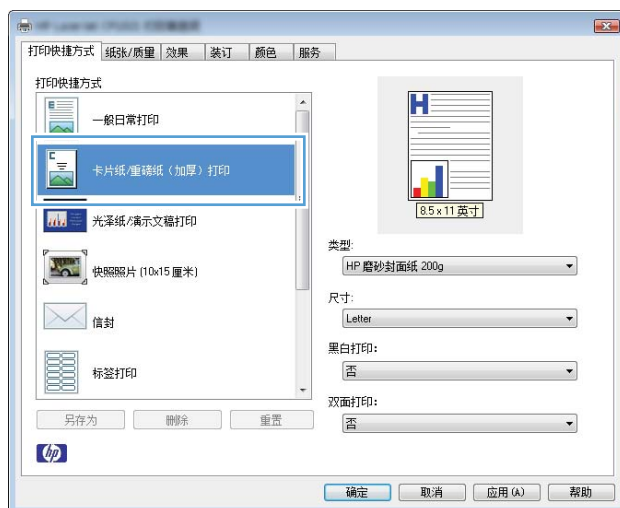 打印快捷方式 纸张/质量 效果 装订 颜色 服务
打印快捷方式
一般日常打印
卡片纸/重磅纸（加厚）打印
光泽纸/演示文稿打印
快照照片 (10x15 厘米)
信封
标签打印
另存为 删除 重置
8.5 x 11 英寸
类型:
HP 磨砂封面纸 200g
尺寸:
Letter
黑白打印:
否
双面打印:
否
hp
确定 取消 应用 (A) 帮助